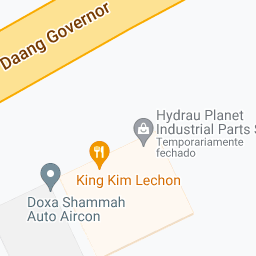 Daang Governor
Hydrau Planet
Industrial Parts S
Temporariamente
fechado
King Kim Lechon
Doxa Shammah
Auto Aircon